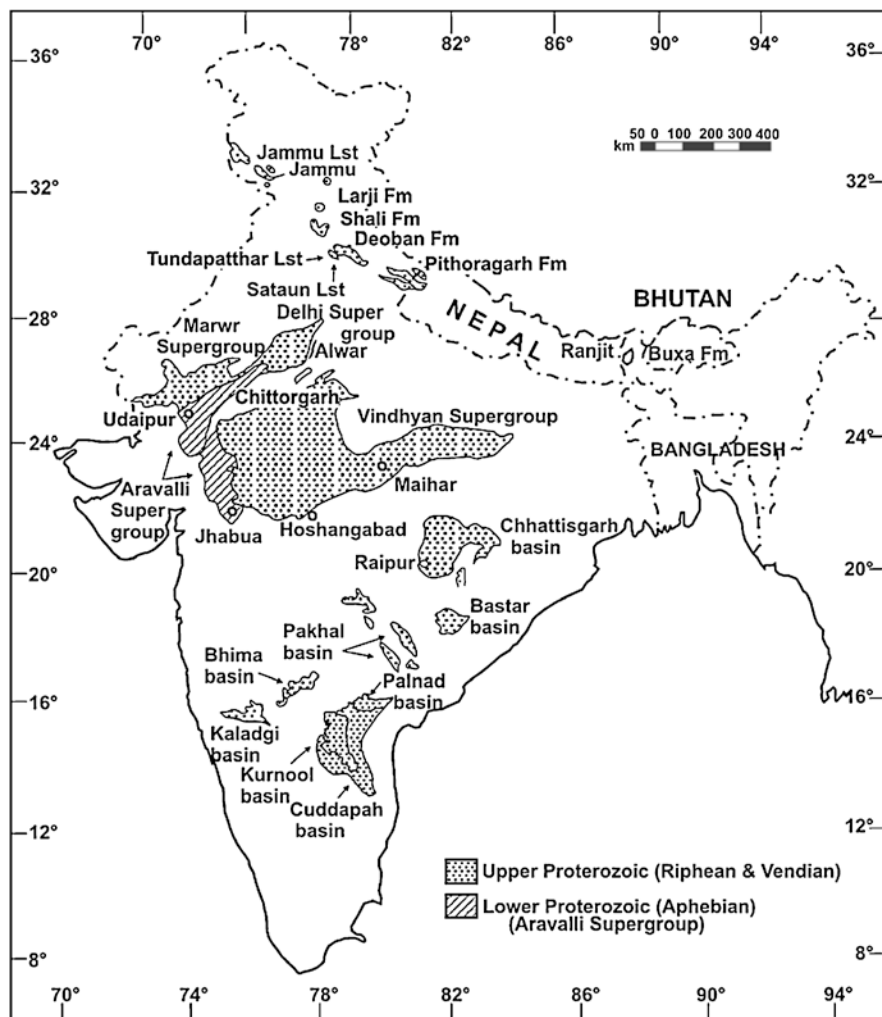 70° 74° 78° 82° 86° 90° 94°
36° 36°
50 0 100 200 300 400
km
Jammu Lst
Jammu
32° 32°
Larji Fm
Shali Fm
Deoban Fm
Tundapatthar Lst
Pithoragarh Fm
Sataun Lst
BHUTAN
Delhi Super
group
28° 28°
Marwr
Supergroup
NEPAL
Alwar
Ranjit
Buxa Fm
Chittorgarh
Udaipur
Vindhyan Supergroup
24° 24°
BANGLADESH
Maihar
Aravalli
Super
group
Jhabua
Hoshangabad
Chhattisgarh
basin
Raipur
20° 20°
Bastar
basin
Pakhal
basin
Bhima
basin
Palnad
basin
16° 16°
Kaladgi
basin
Kurnool
basin
Cuddapah
basin
12° 12°
Upper Proterozoic (Riphean & Vendian)
Lower Proterozoic (Aphebian)
(Aravalli Supergroup)
8° 8°
70° 74° 78° 82° 86° 90° 94°